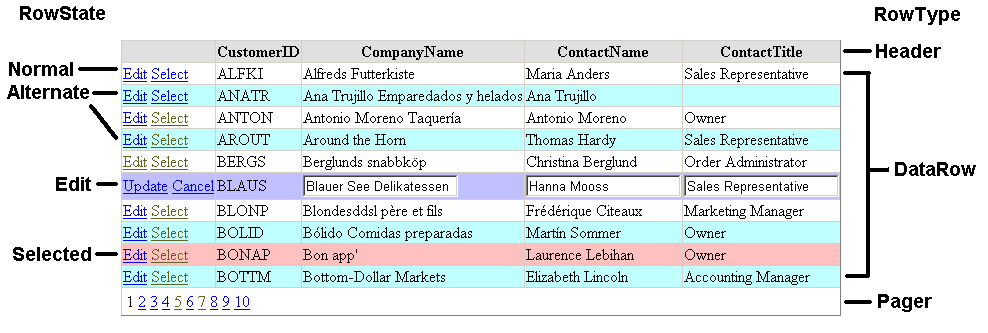 RowState
RowType
CustomerID CompanyName ContactName ContactTitle
Header
Normal
Edit Select ALFKI Alfreds Futterkiste Maria Anders Sales Representative
Alternate
Edit Select ANATR Ana Trujillo Emparedados y helados Ana Trujillo
Edit Select ANTON Antonio Moreno Taquería Antonio Moreno Owner
Edit Select AROUT Around the Horn Thomas Hardy Sales Representative
Edit Select BERGS Berglunds snabbköp Christina Berglund Order Administrator
DataRow
Edit
Update Cancel BLAUS Blauer See Delikatessen Hanna Mooss Sales Representative
Edit Select BLONP Blondesddsl père et fils Frédérique Citeaux Marketing Manager
Edit Select BOLID Bólido Comidas preparadas Martín Sommer Owner
Selected
Edit Select BONAP Bon app' Laurence Lebihan Owner
Edit Select BOTTM Bottom-Dollar Markets Elizabeth Lincoln Accounting Manager
1 2 3 4 5 6 7 8 9 10
Pager